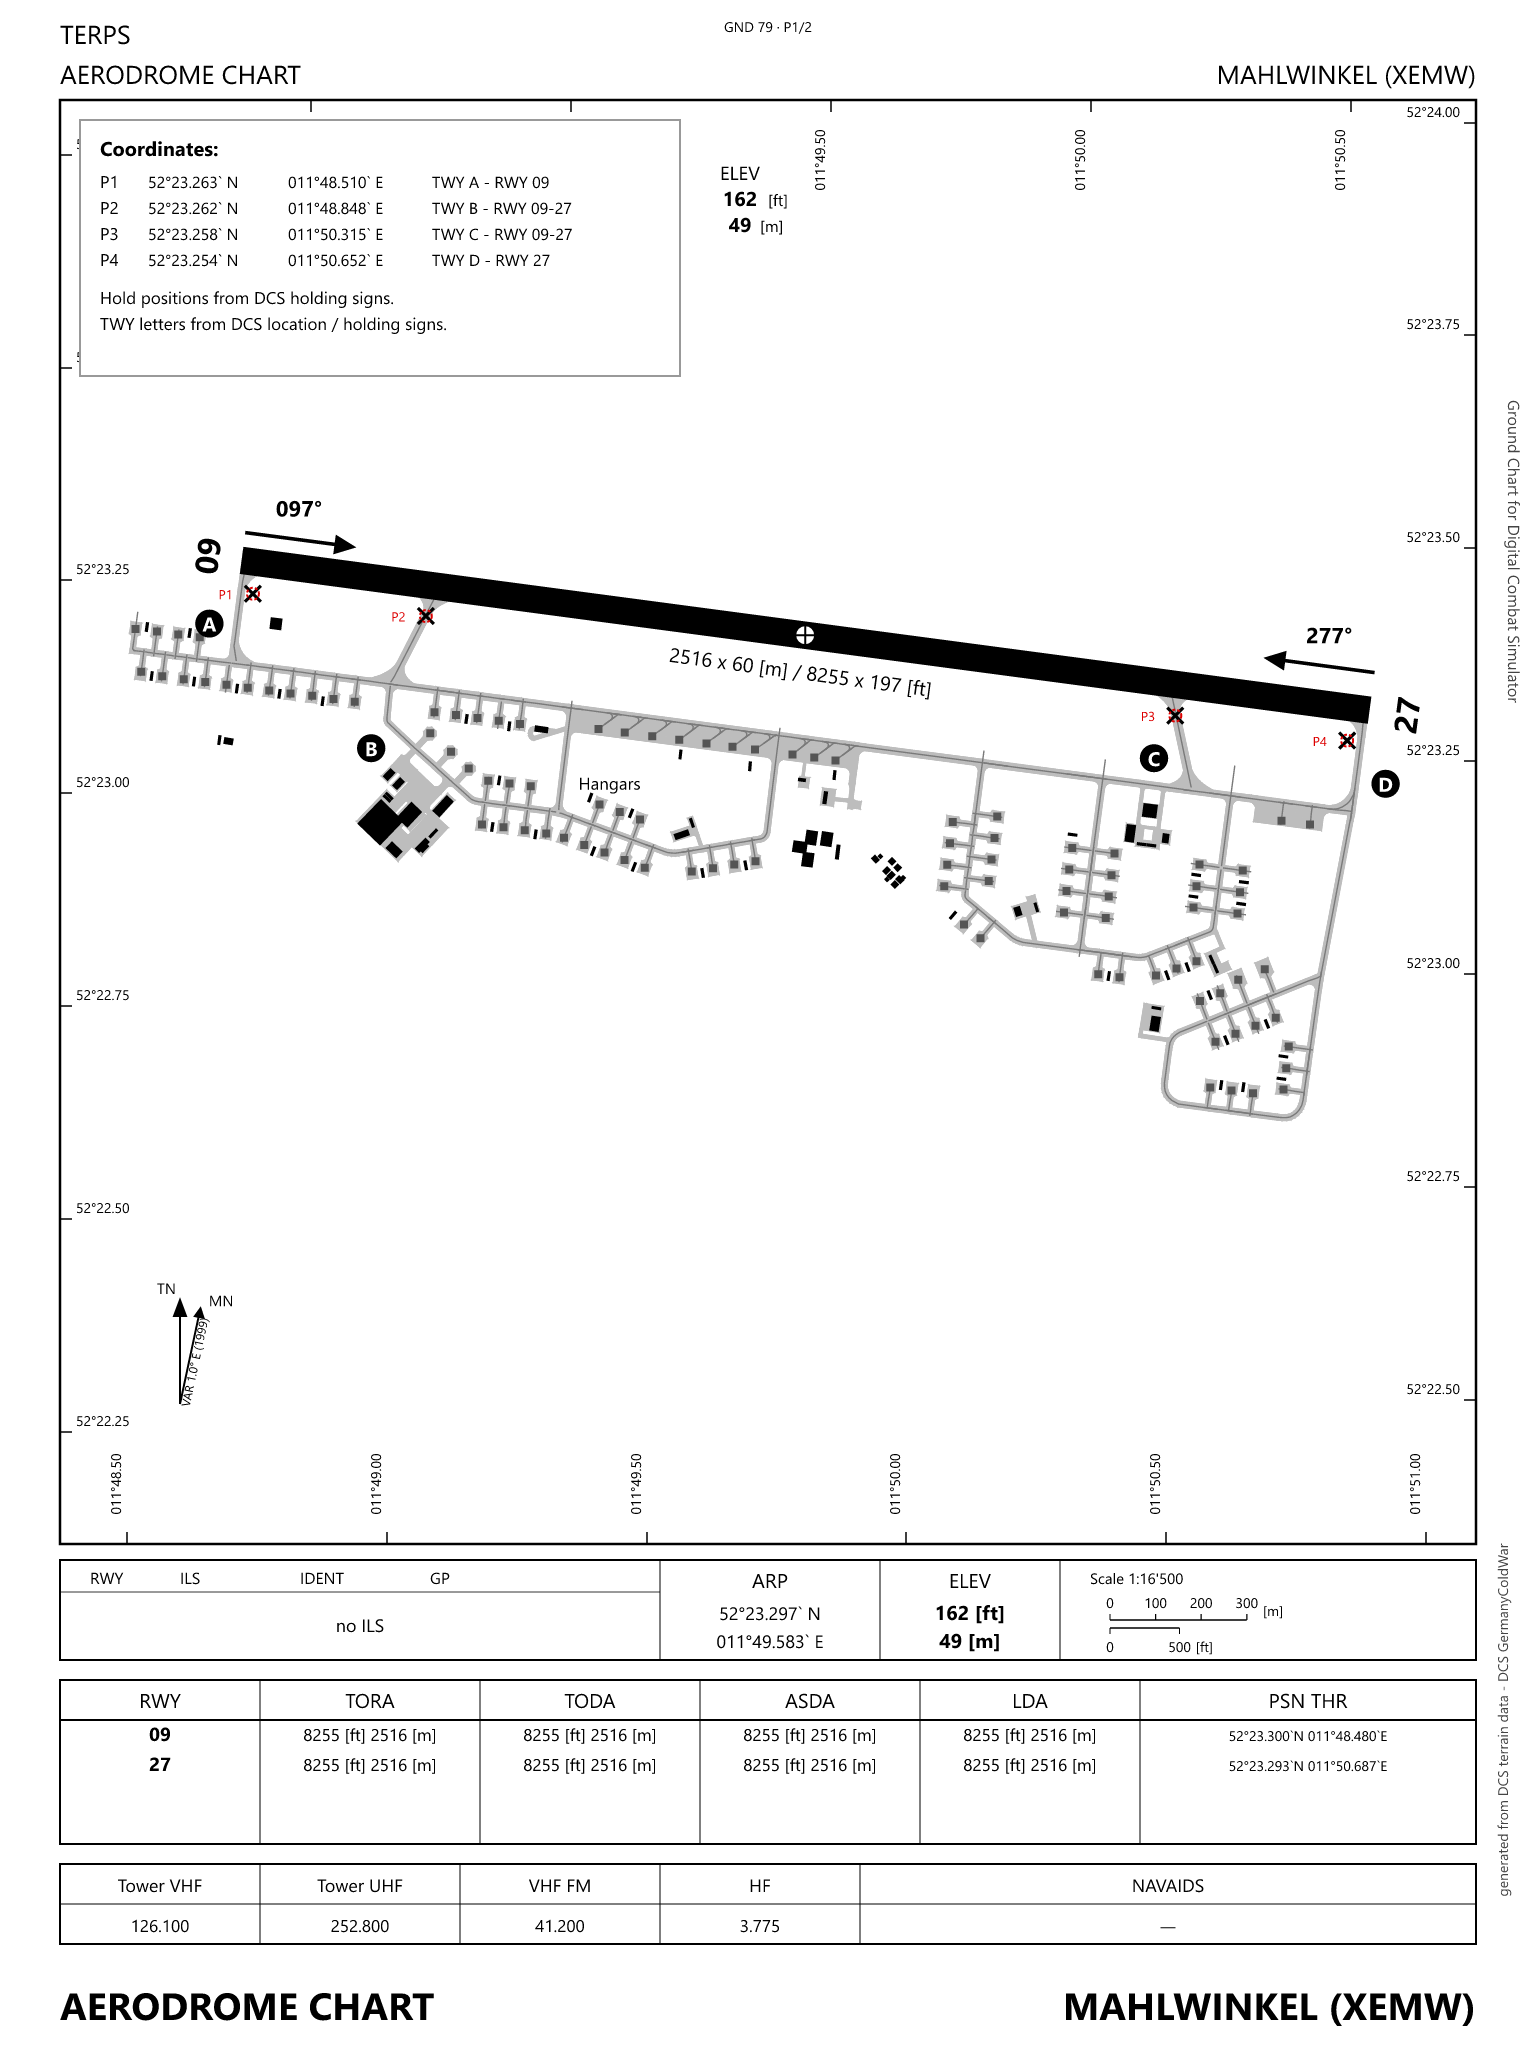 GND 79 · P1/2
TERPS
AERODROME CHART
MAHLWINKEL (XEMW)
Coordinates:
P1 52°23.263` N 011°48.510` E TWY A - RWY 09
P2 52°23.262` N 011°48.848` E TWY B - RWY 09-27
P3 52°23.258` N 011°50.315` E TWY C - RWY 09-27
P4 52°23.254` N 011°50.652` E TWY D - RWY 27
Hold positions from DCS holding signs.
TWY letters from DCS location / holding signs.
ELEV
162 [ft]
49 [m]
011°49.50
011°50.00
011°50.50
52°24.00
52°23.75
52°23.50
52°23.25
52°23.00
52°22.75
52°22.50
52°23.25
52°23.00
52°22.75
52°22.50
52°22.25
097°
09
P1
A
P2
B
2516 x 60 [m] / 8255 x 197 [ft]
277°
27
P3
C
P4
D
Hangars
TN
MN
VAR 1.0° E (1999)
011°48.50
011°49.00
011°49.50
011°50.00
011°50.50
011°51.00
Ground Chart for Digital Combat Simulator
generated from DCS terrain data - DCS GermanyColdWar
RWY ILS IDENT GP
no ILS
ARP
52°23.297` N
011°49.583` E
ELEV
162 [ft]
49 [m]
Scale 1:16'500
0 100 200 300 [m]
0 500 [ft]
RWY TORA TODA ASDA LDA PSN THR
09 8255 [ft] 2516 [m] 8255 [ft] 2516 [m] 8255 [ft] 2516 [m] 8255 [ft] 2516 [m] 52°23.300`N 011°48.480`E
27 8255 [ft] 2516 [m] 8255 [ft] 2516 [m] 8255 [ft] 2516 [m] 8255 [ft] 2516 [m] 52°23.293`N 011°50.687`E
Tower VHF Tower UHF VHF FM HF NAVAIDS
126.100 252.800 41.200 3.775 —
AERODROME CHART
MAHLWINKEL (XEMW)